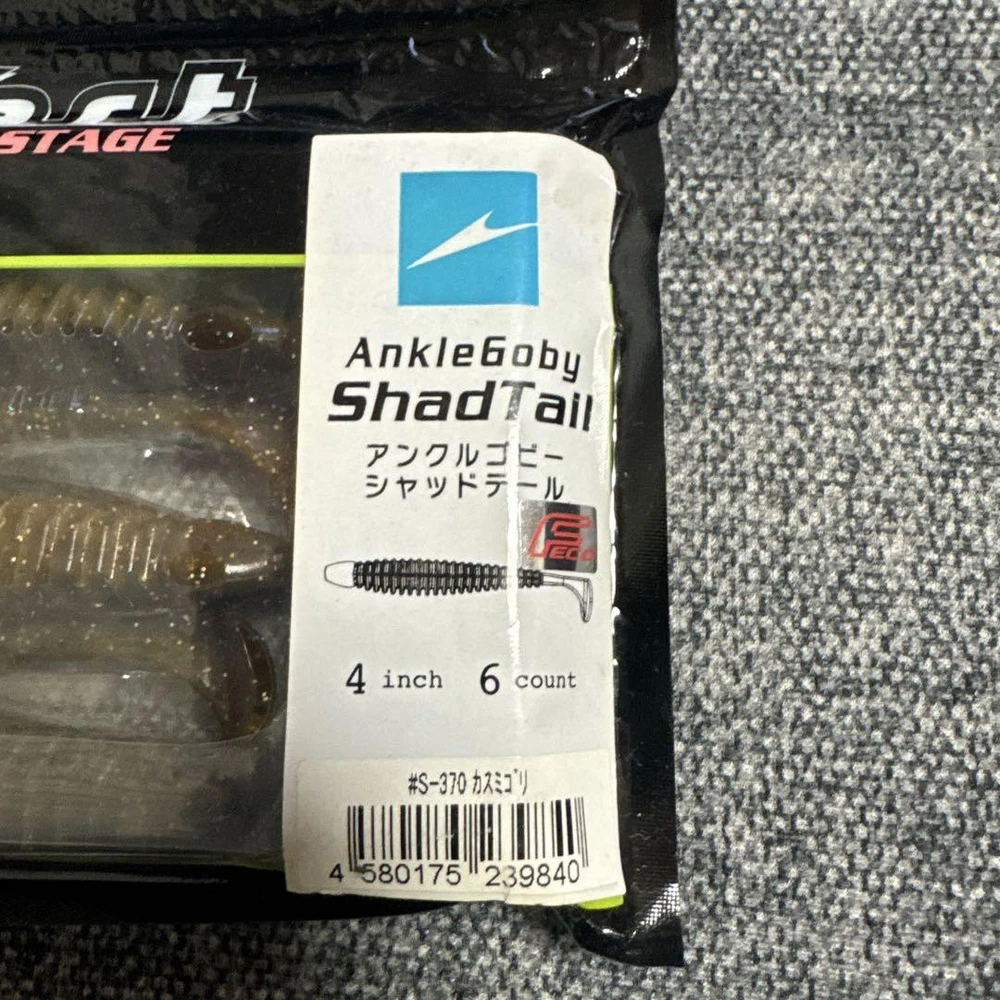 STAGE
AnkleGoby
ShadTail
アンクルゴビー
シャッドテール
FECO
4 inch 6 count
#S-370 カスミゴリ
4 580175 239840